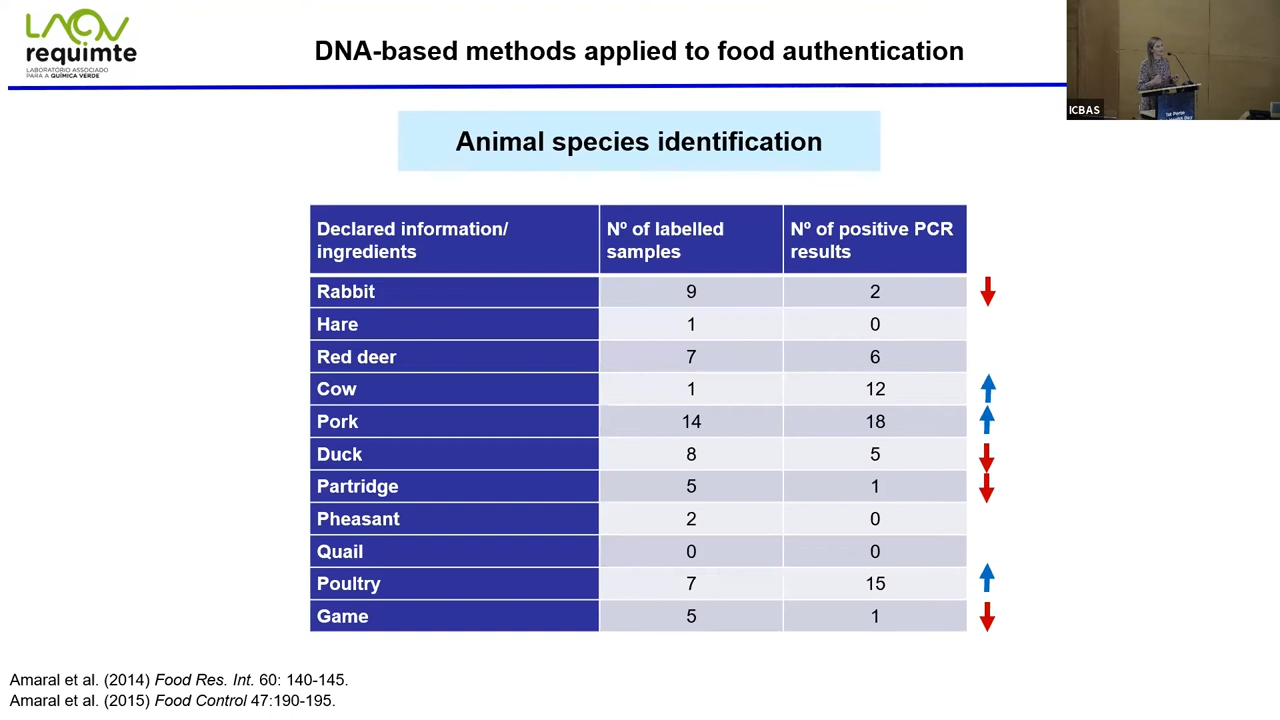 LAQV
requimte
LABORATÓRIO ASSOCIADO
PARA A QUÍMICA VERDE
DNA-based methods applied to food authentication
ICBAS
1st Porto
Animal species identification
Declared information/ ingredients Nº of labelled samples Nº of positive PCR results
Rabbit 9 2
Hare 1 0
Red deer 7 6
Cow 1 12
Pork 14 18
Duck 8 5
Partridge 5 1
Pheasant 2 0
Quail 0 0
Poultry 7 15
Game 5 1
Amaral et al. (2014) Food Res. Int. 60: 140-145.
Amaral et al. (2015) Food Control 47:190-195.